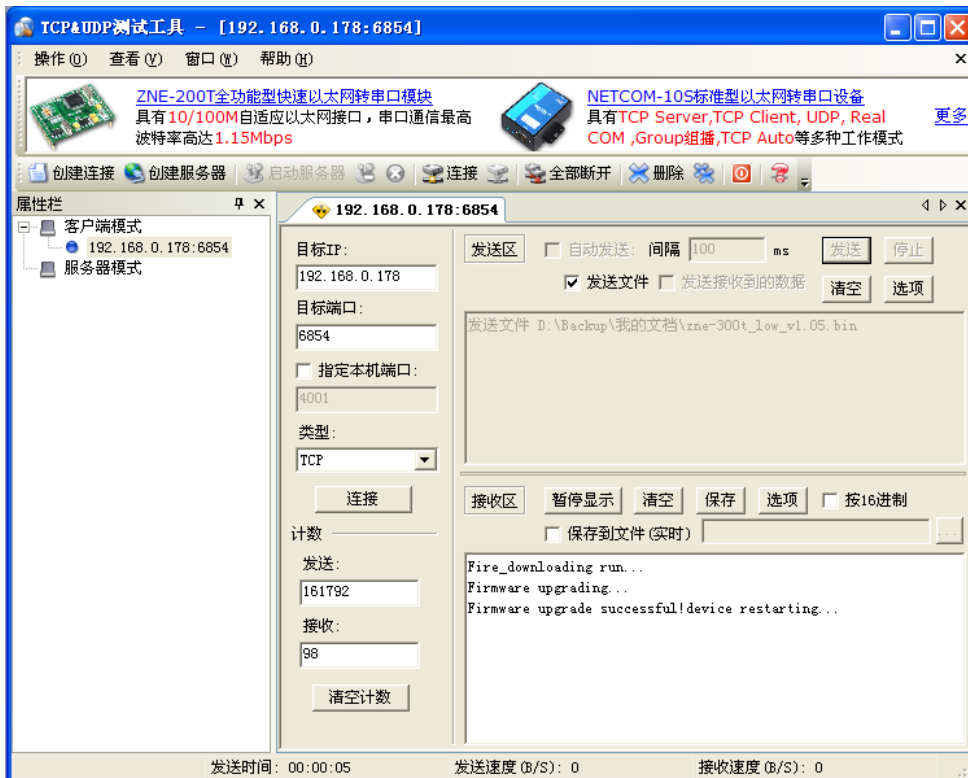 TCP&UDP测试工具 - [192.168.0.178:6854]
操作(O) 查看(V) 窗口(W) 帮助(H)
ZNE-200T全功能型快速以太网转串口模块
具有10/100M自适应以太网接口，串口通信最高
波特率高达1.15Mbps
NETCOM-10S标准型以太网转串口设备
具有TCP Server,TCP Client, UDP, Real
COM ,Group组播,TCP Auto等多种工作模式
更多
创建连接 创建服务器 启动服务器 连接 全部断开 删除
属性栏
客户端模式
192.168.0.178:6854
服务器模式
192.168.0.178:6854
目标IP:
192.168.0.178
目标端口:
6854
指定本机端口:
4001
类型:
TCP
连接
计数
发送:
161792
接收:
98
清空计数
发送区 自动发送: 间隔 100 ms 发送 停止
发送文件 发送接收到的数据 清空 选项
发送文件 D:\Backup\我的文档\zne-300t_low_v1.05.bin
接收区 暂停显示 清空 保存 选项 按16进制
保存到文件(实时) ...
Fire_downloading run...
Firmware upgrading...
Firmware upgrade successful!device restarting...
发送时间: 00:00:05 发送速度(B/S): 0 接收速度(B/S): 0